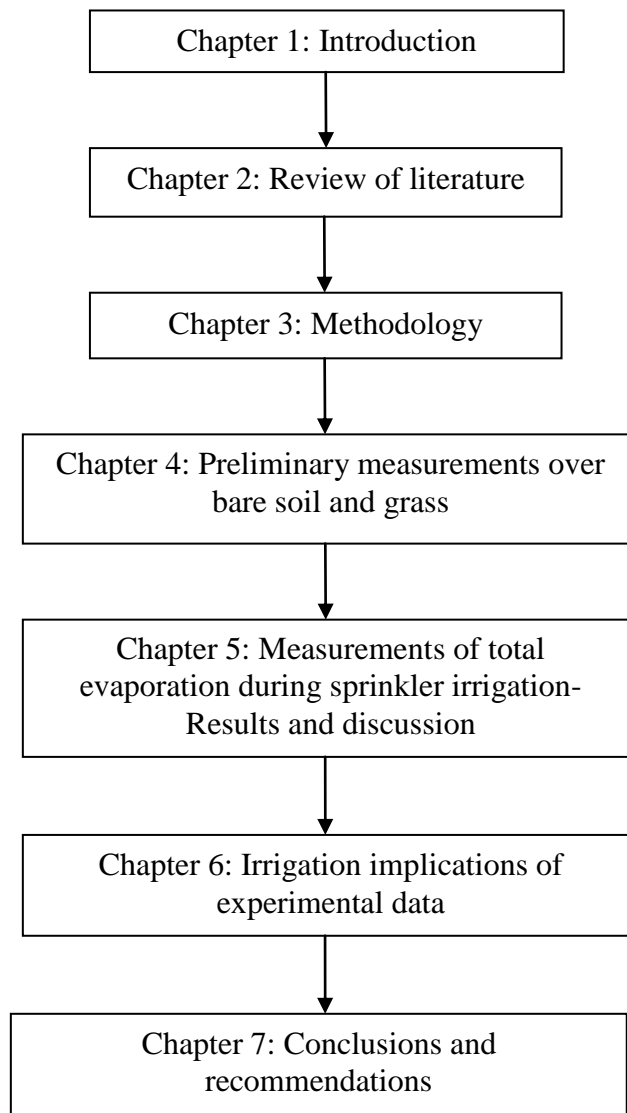 Chapter 1: Introduction
Chapter 2: Review of literature
Chapter 3: Methodology
Chapter 4: Preliminary measurements over
bare soil and grass
Chapter 5: Measurements of total
evaporation during sprinkler irrigation-
Results and discussion
Chapter 6: Irrigation implications of
experimental data
Chapter 7: Conclusions and
recommendations